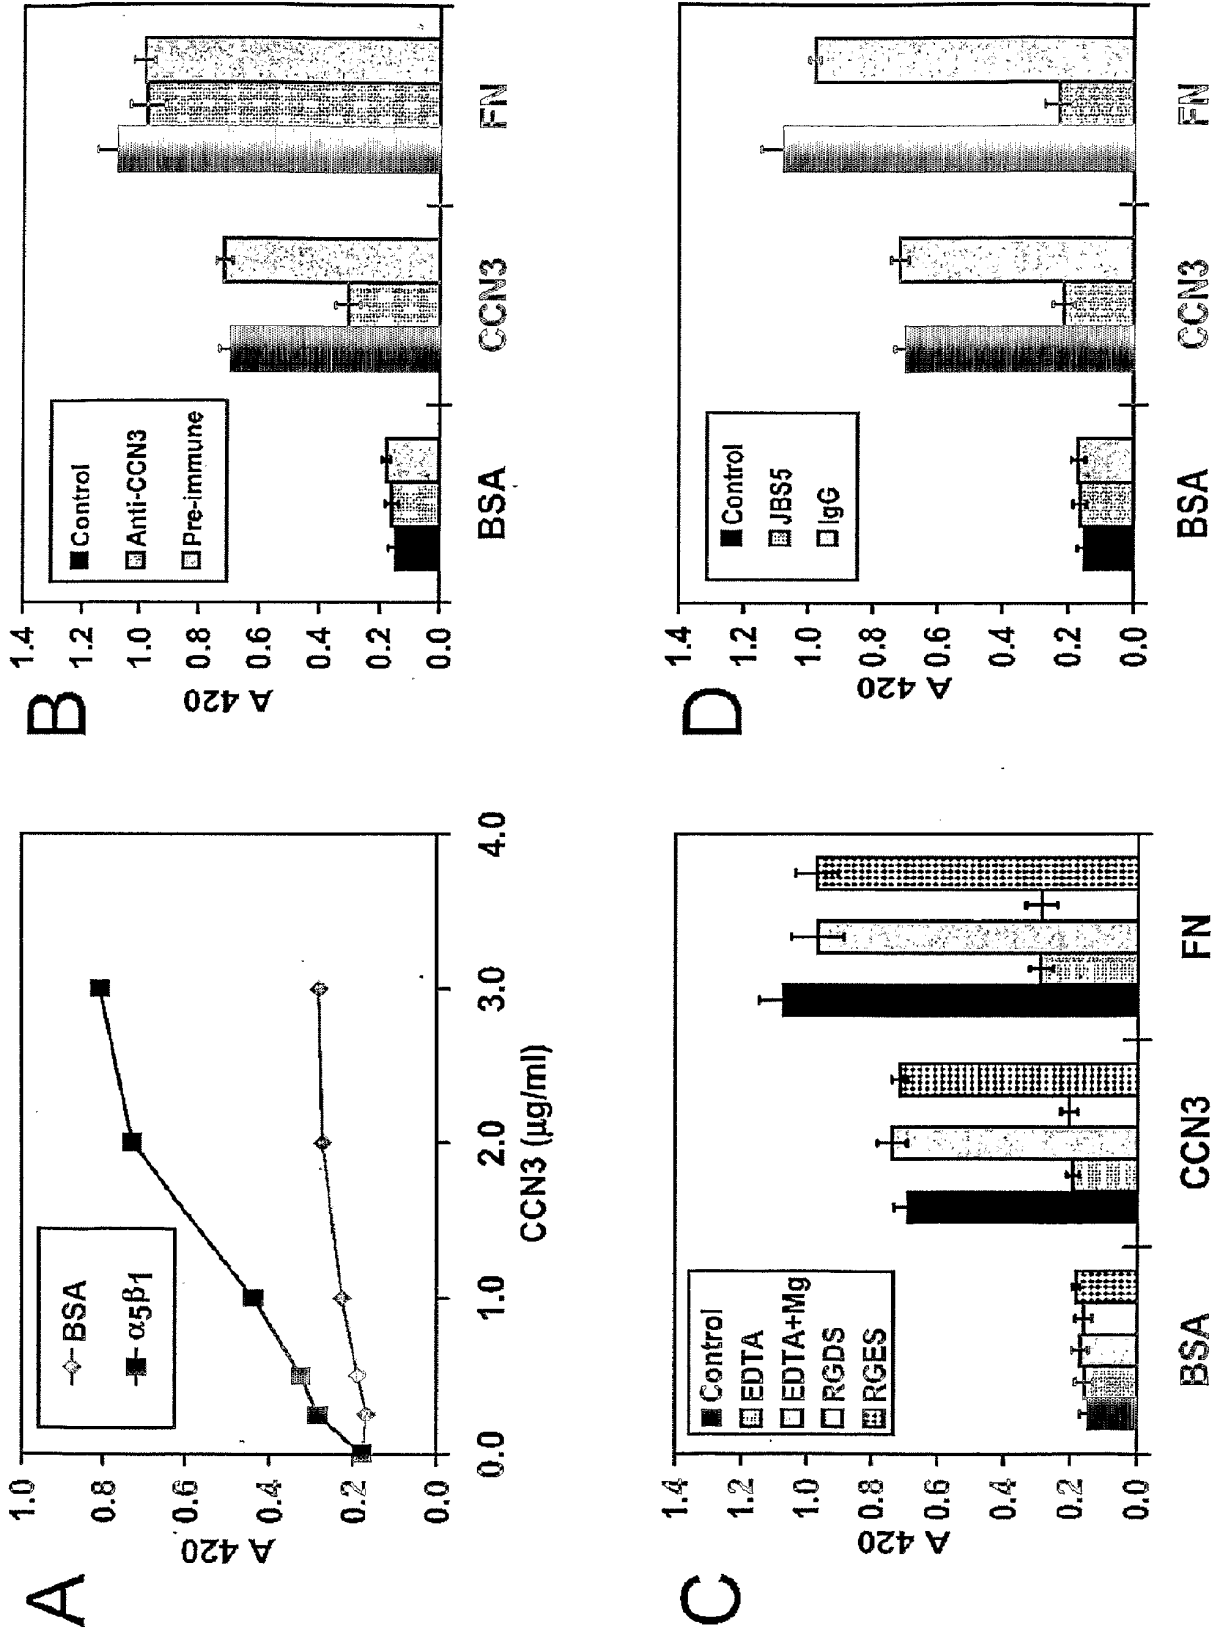 A
A 420
1.0
0.8
0.6
0.4
0.2
0.0
BSA
α5β1
0.0
1.0
2.0
3.0
4.0
CCN3 (μg/ml)
B
A 420
1.4
1.2
1.0
0.8
0.6
0.4
0.2
0.0
Control
Anti-CCN3
Pre-immune
BSA
CCN3
FN
C
A 420
1.4
1.2
1.0
0.8
0.6
0.4
0.2
0.0
Control
EDTA
EDTA+Mg
RGDS
RGES
BSA
CCN3
FN
D
A 420
1.4
1.2
1.0
0.8
0.6
0.4
0.2
0.0
Control
JBS5
IgG
BSA
CCN3
FN